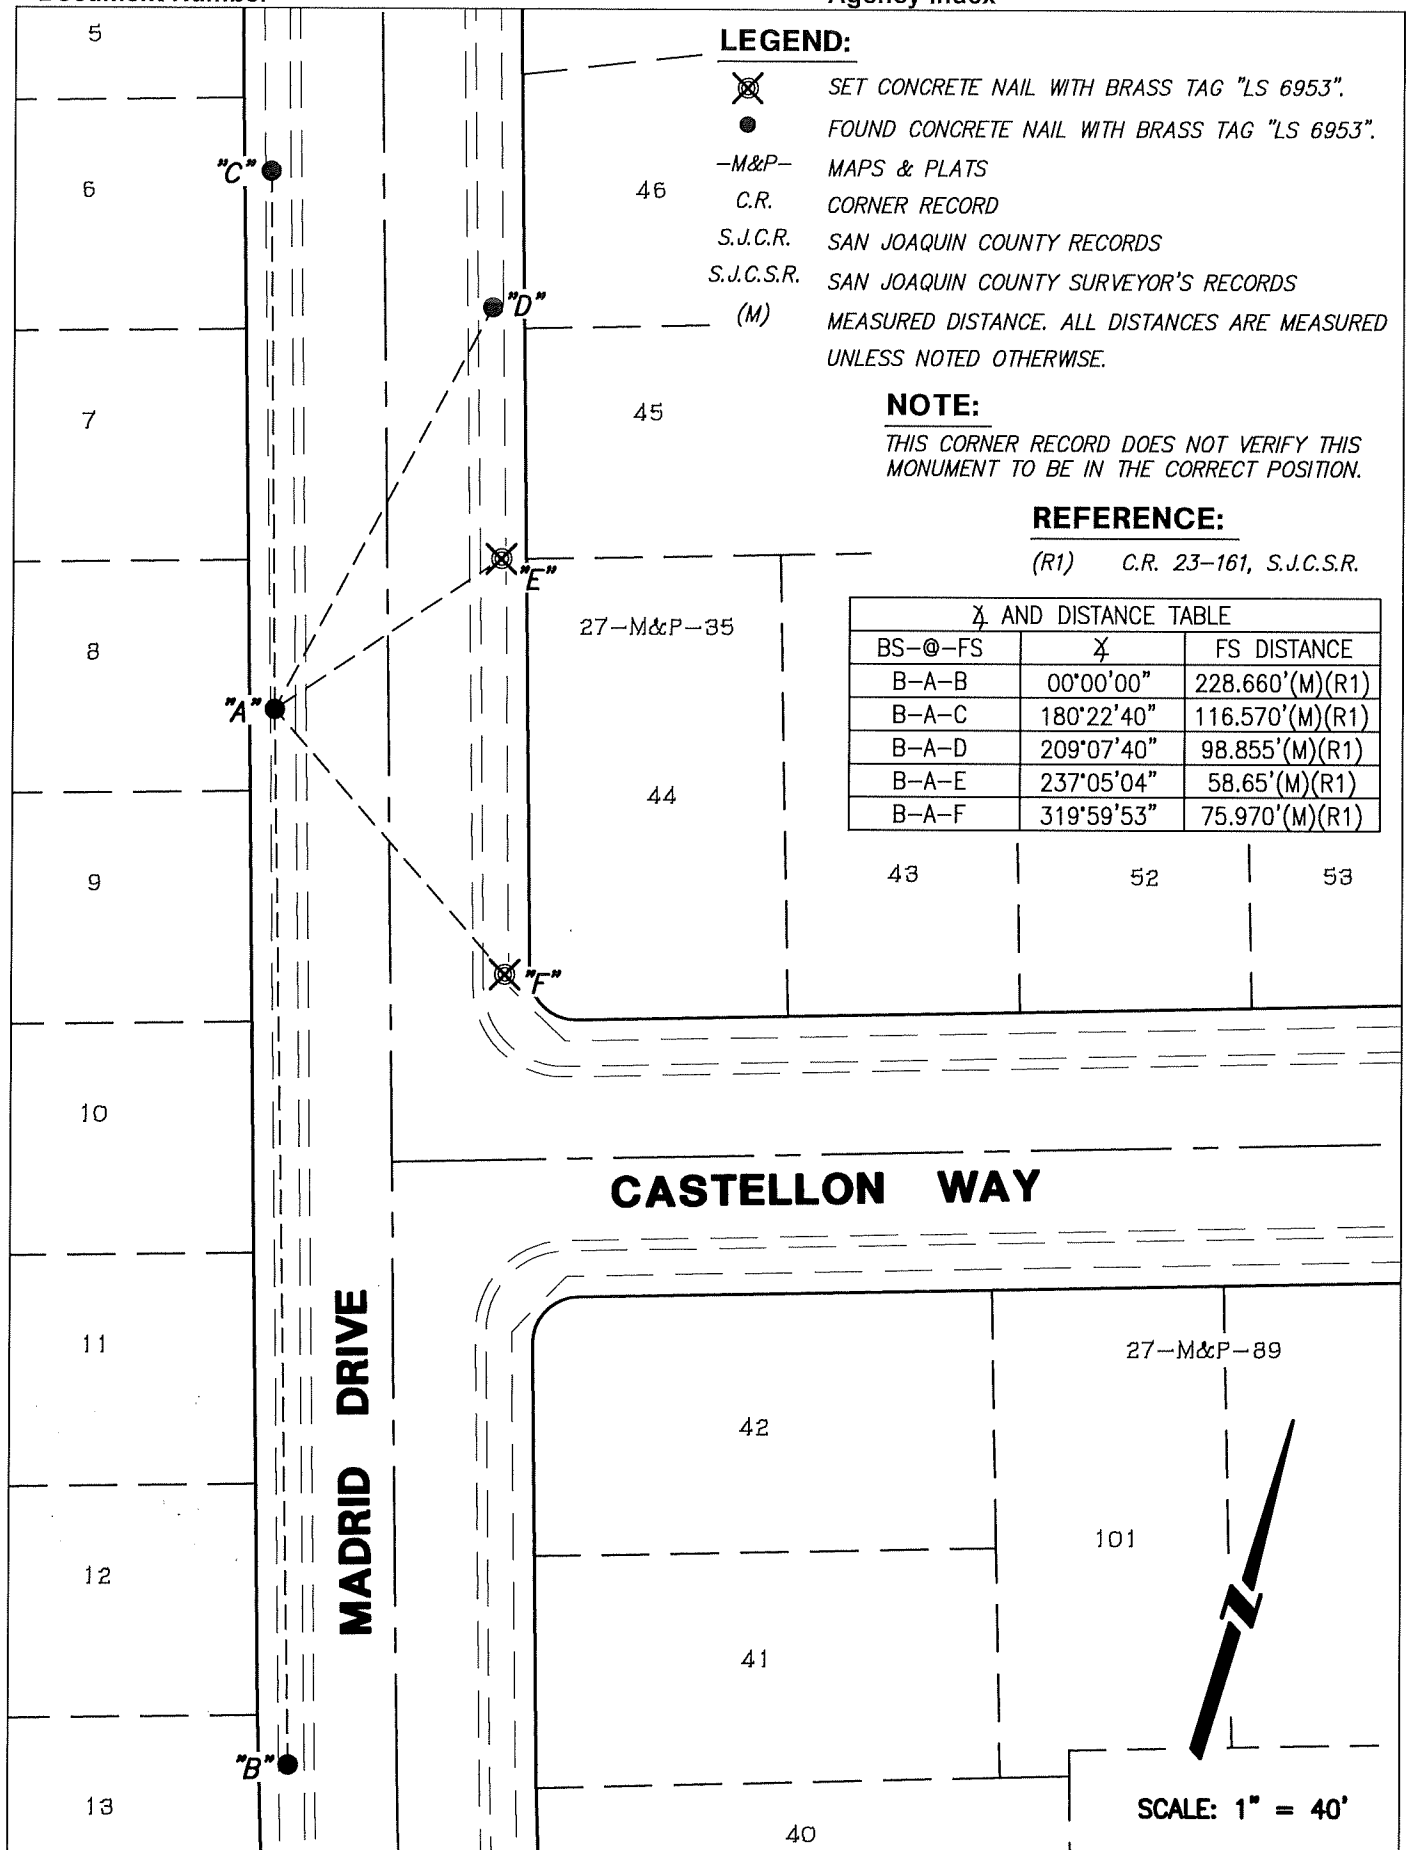 LEGEND:
SET CONCRETE NAIL WITH BRASS TAG "LS 6953".
FOUND CONCRETE NAIL WITH BRASS TAG "LS 6953".
-M&P- MAPS & PLATS
C.R. CORNER RECORD
S.J.C.R. SAN JOAQUIN COUNTY RECORDS
S.J.C.S.R. SAN JOAQUIN COUNTY SURVEYOR'S RECORDS
(M) MEASURED DISTANCE. ALL DISTANCES ARE MEASURED
UNLESS NOTED OTHERWISE.
NOTE:
THIS CORNER RECORD DOES NOT VERIFY THIS
MONUMENT TO BE IN THE CORRECT POSITION.
REFERENCE:
(R1) C.R. 23-161, S.J.C.S.R.
∡ AND DISTANCE TABLE
BS-@-FS ∡ FS DISTANCE
B-A-B 00°00'00" 228.660'(M)(R1)
B-A-C 180°22'40" 116.570'(M)(R1)
B-A-D 209°07'40" 98.855'(M)(R1)
B-A-E 237°05'04" 58.65'(M)(R1)
B-A-F 319°59'53" 75.970'(M)(R1)
5
6
7
8
9
10
11
12
13
"C"
"D"
"E"
"A"
"F"
"B"
46
45
27-M&P-35
44
43
52
53
CASTELLON WAY
MADRID DRIVE
27-M&P-89
42
101
41
40
N
SCALE: 1" = 40'